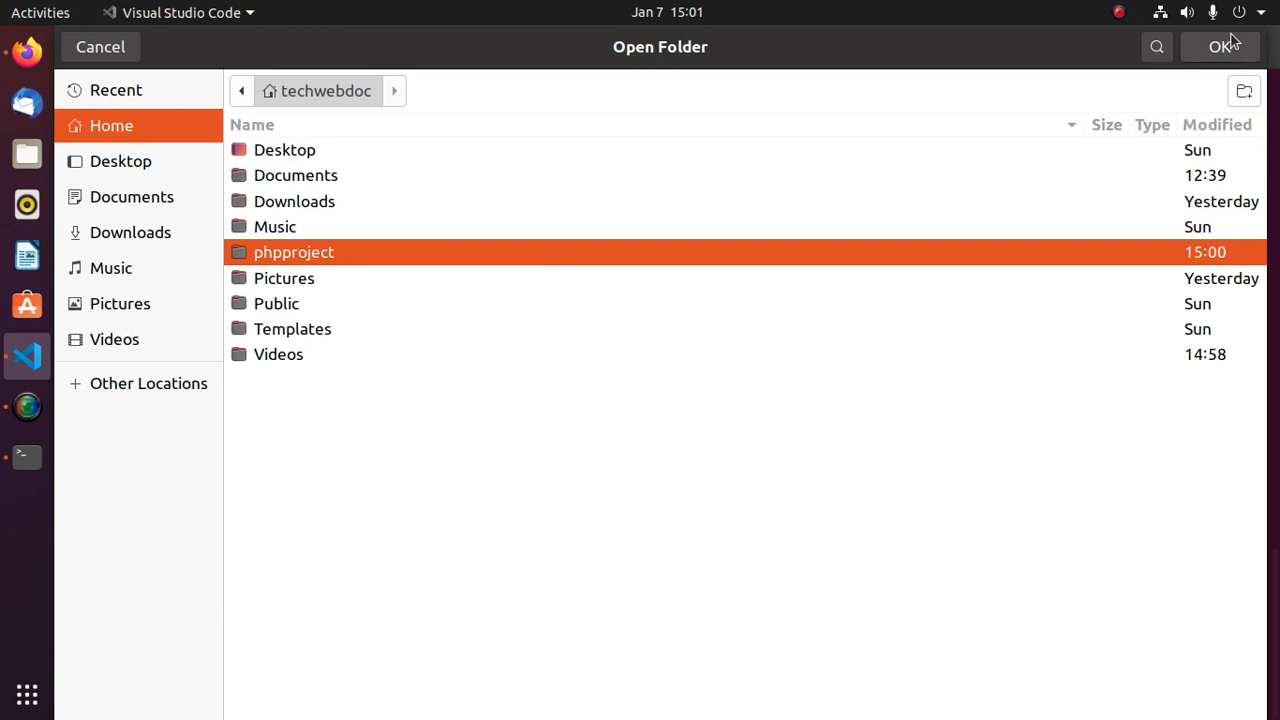 Activities Visual Studio Code Jan 7 15:01
Cancel Open Folder OK
Recent
Home
Desktop
Documents
Downloads
Music
Pictures
Videos
Other Locations
techwebdoc
Name Size Type Modified
Desktop Sun
Documents 12:39
Downloads Yesterday
Music Sun
phpproject 15:00
Pictures Yesterday
Public Sun
Templates Sun
Videos 14:58